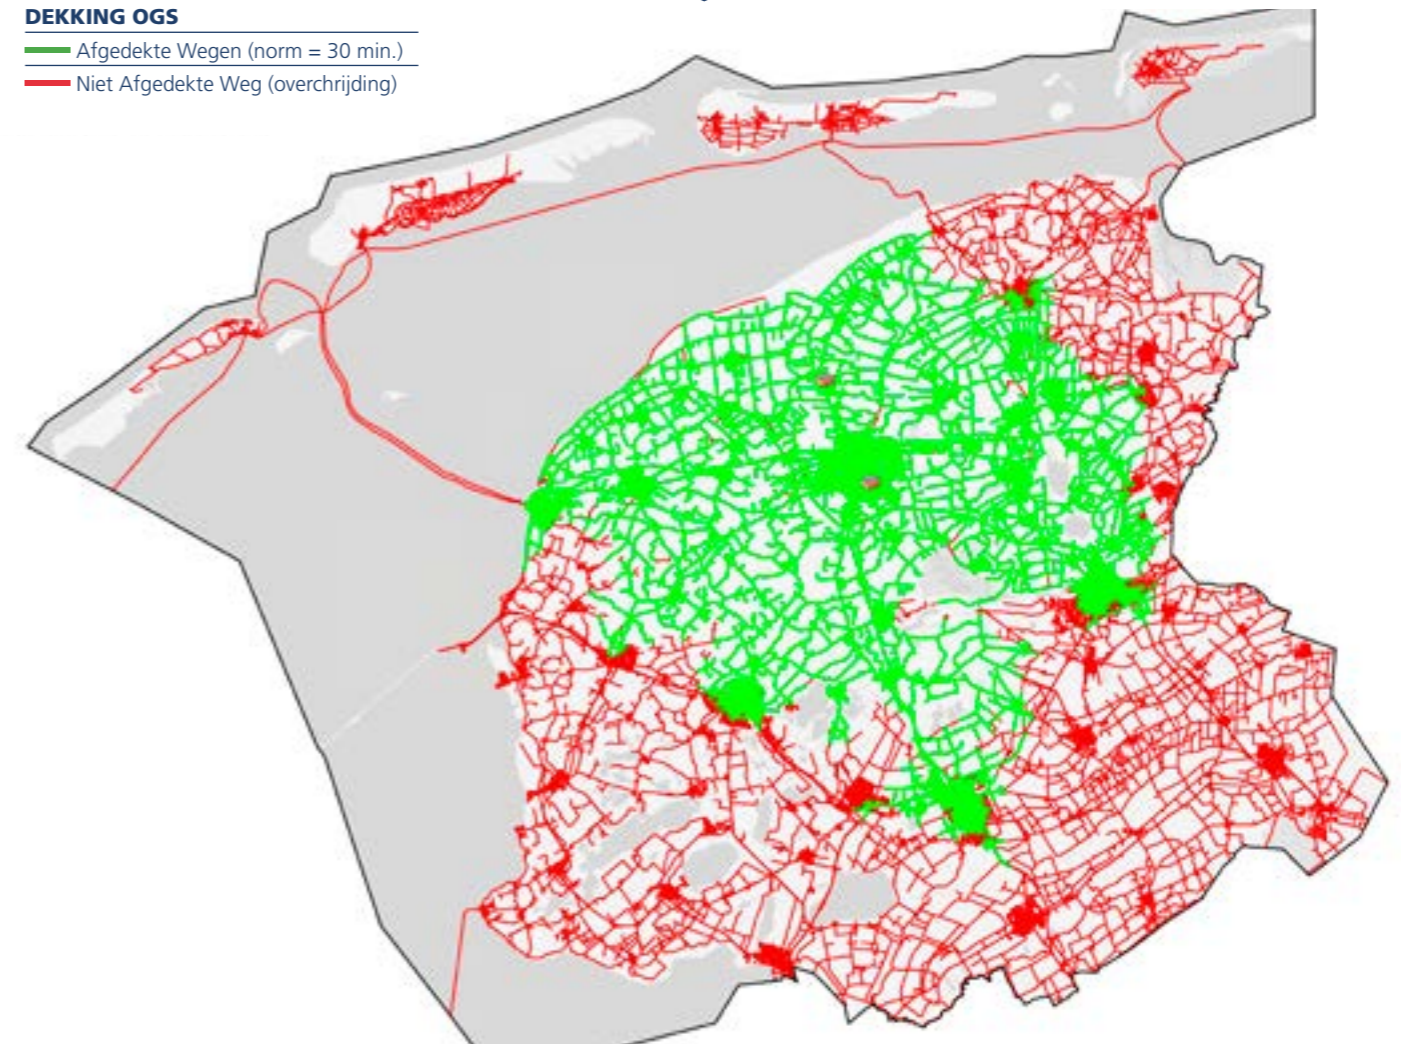 DEKKING OGS
Afgedekte Wegen (norm = 30 min.)
Niet Afgedekte Weg (overchrijding)